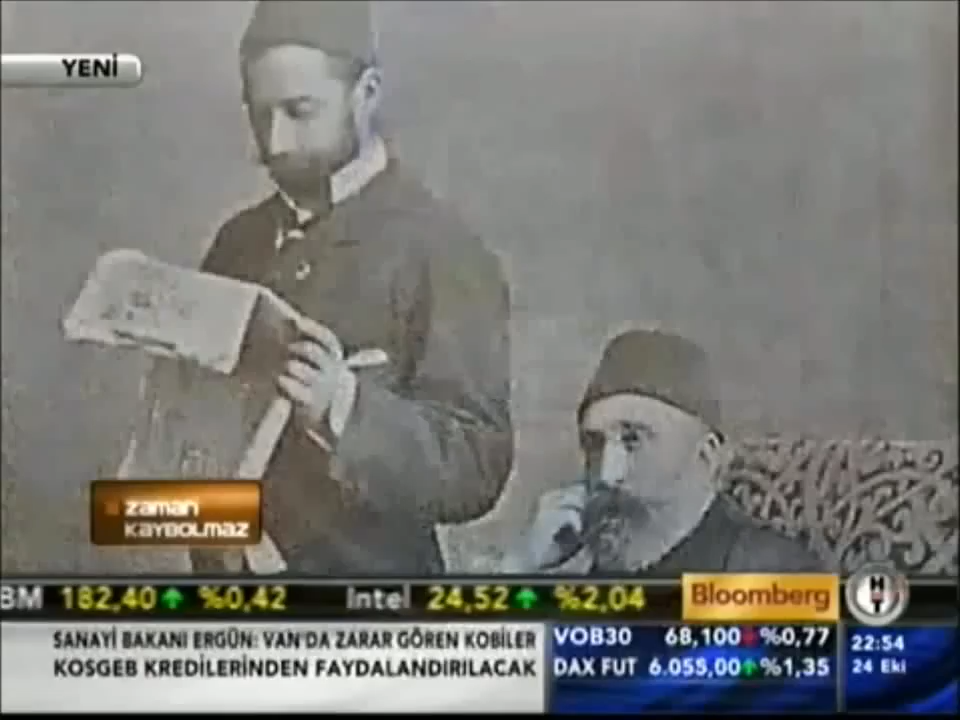 YENİ
zaman
KAYBOLMAZ
BM 182,40 %0,42 Intel 24,52 %2,04
Bloomberg
HT
SANAYİ BAKANI ERGÜN: VAN'DA ZARAR GÖREN KOBİLER
KOSGEB KREDİLERİNDEN FAYDALANDIRILACAK
VOB30 68,100 %0,77
DAX FUT 6.055,00 %1,35
22:54
24 Eki